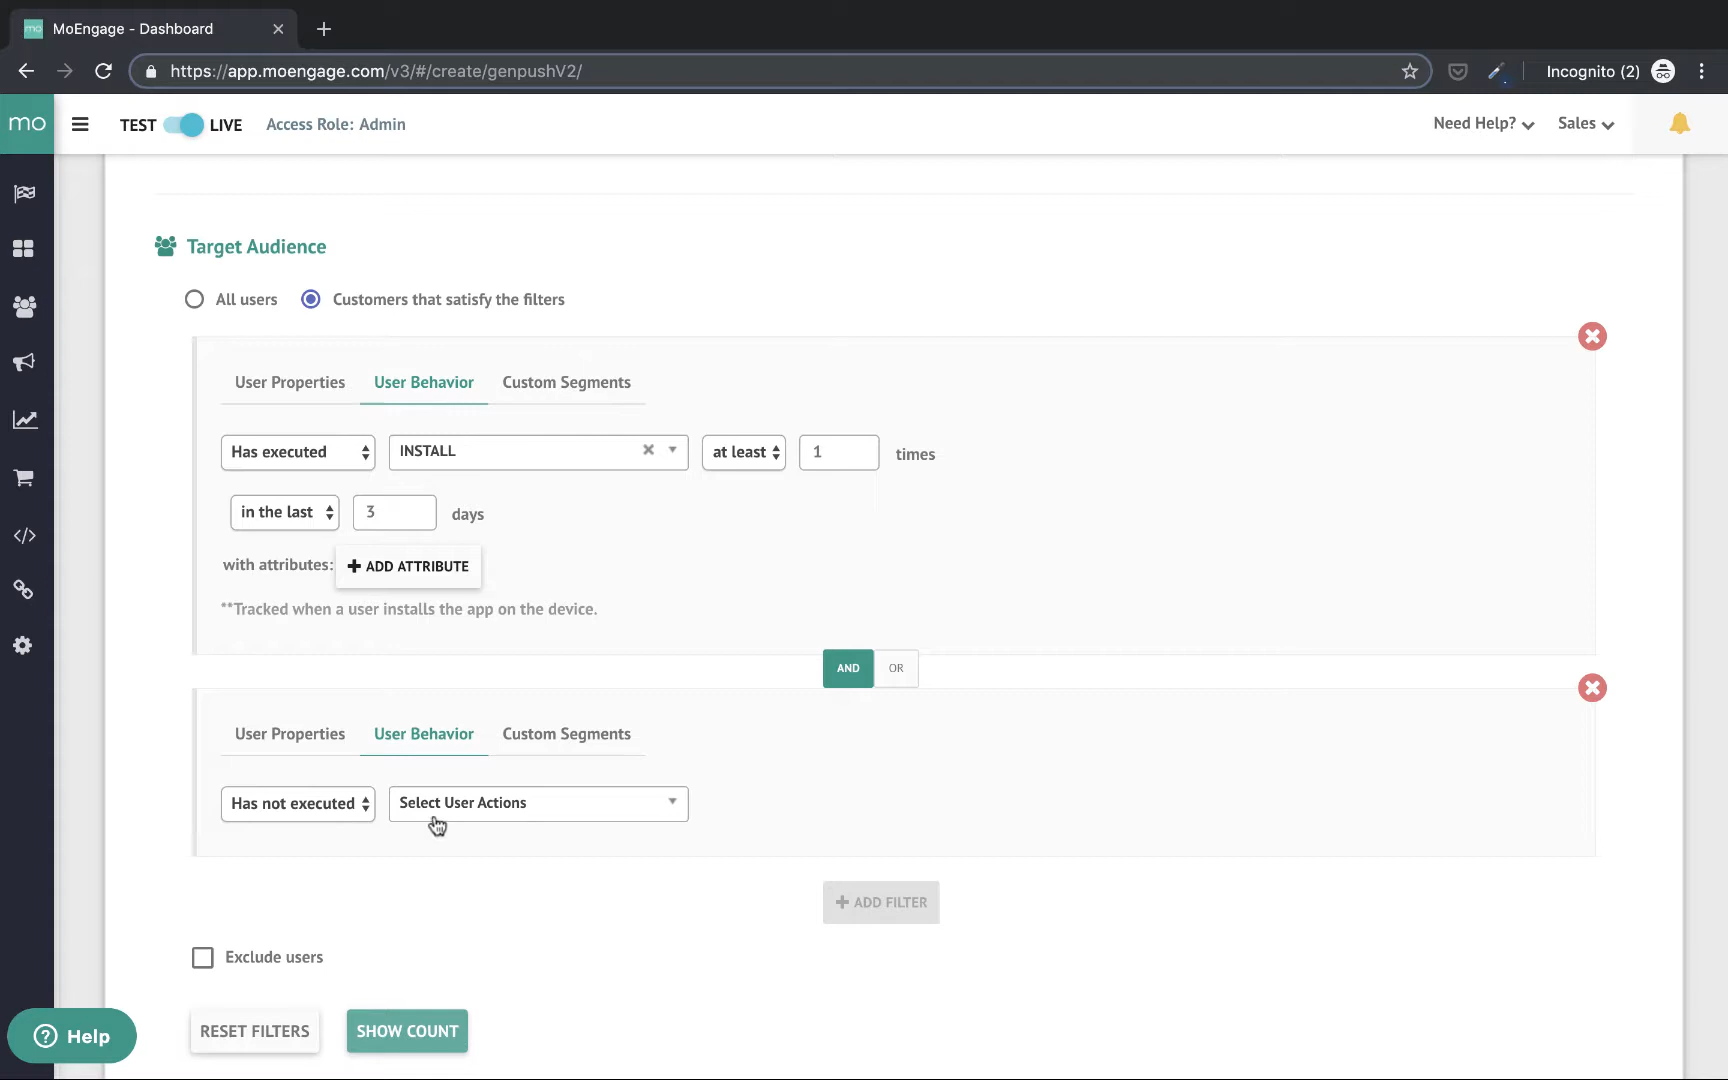 mo MoEngage - Dashboard
https://app.moengage.com/v3/#/create/genpushV2/
Incognito (2)
mo
TEST LIVE Access Role: Admin
Need Help? Sales
Target Audience
All users Customers that satisfy the filters
User Properties User Behavior Custom Segments
Has executed INSTALL at least 1 times
in the last 3 days
with attributes: ADD ATTRIBUTE
**Tracked when a user installs the app on the device.
AND OR
User Properties User Behavior Custom Segments
Has not executed Select User Actions
ADD FILTER
Exclude users
RESET FILTERS SHOW COUNT
Help